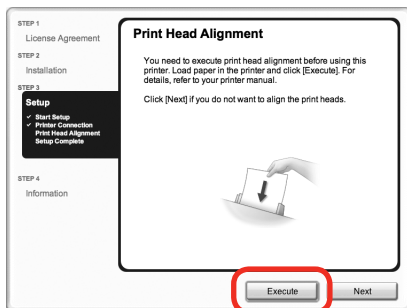 STEP 1
License Agreement
STEP 2
Installation
STEP 3
Setup
✓ Start Setup
✓ Printer Connection
Print Head Alignment
Setup Complete
STEP 4
Information
Print Head Alignment
You need to execute print head alignment before using this
printer. Load paper in the printer and click [Execute]. For
details, refer to your printer manual.
Click [Next] if you do not want to align the print heads.
Execute
Next